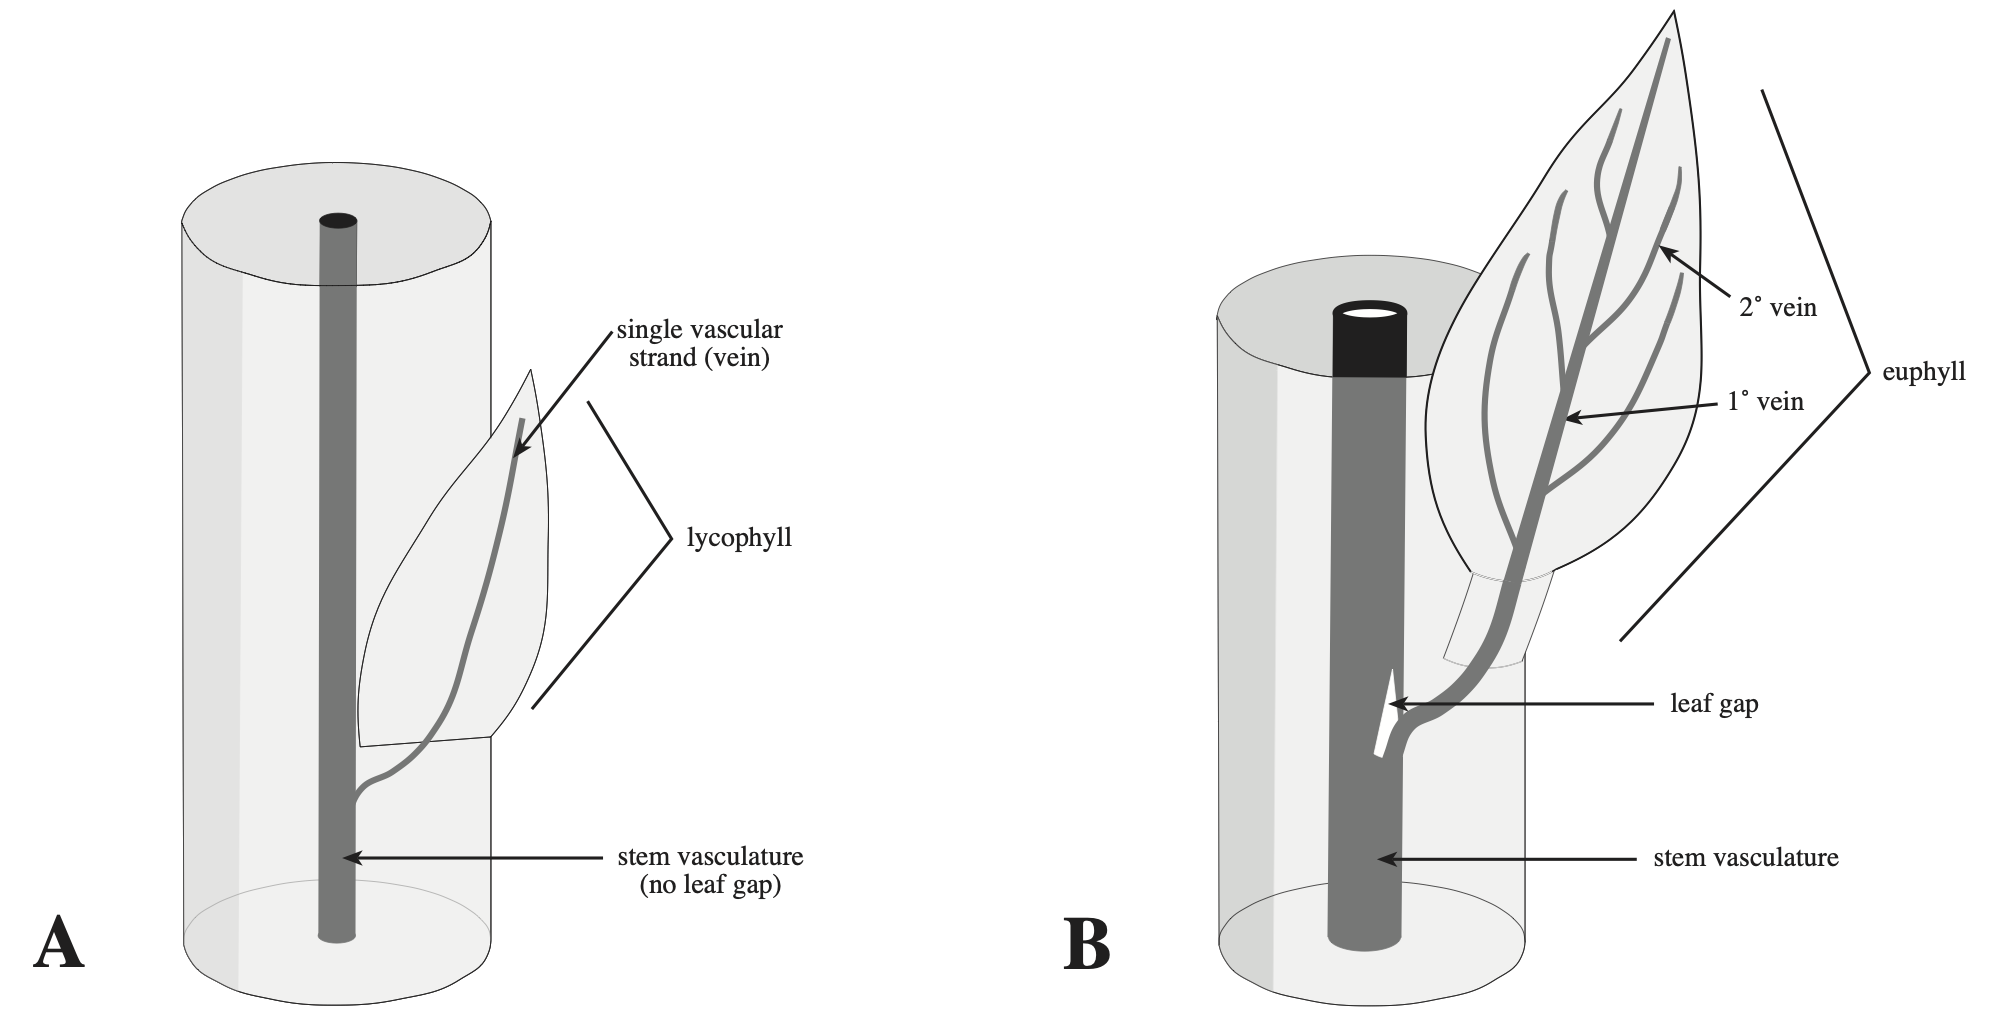 single vascular
strand (vein)
lycophyll
stem vasculature
(no leaf gap)
A
2° vein
euphyll
1° vein
leaf gap
stem vasculature
B